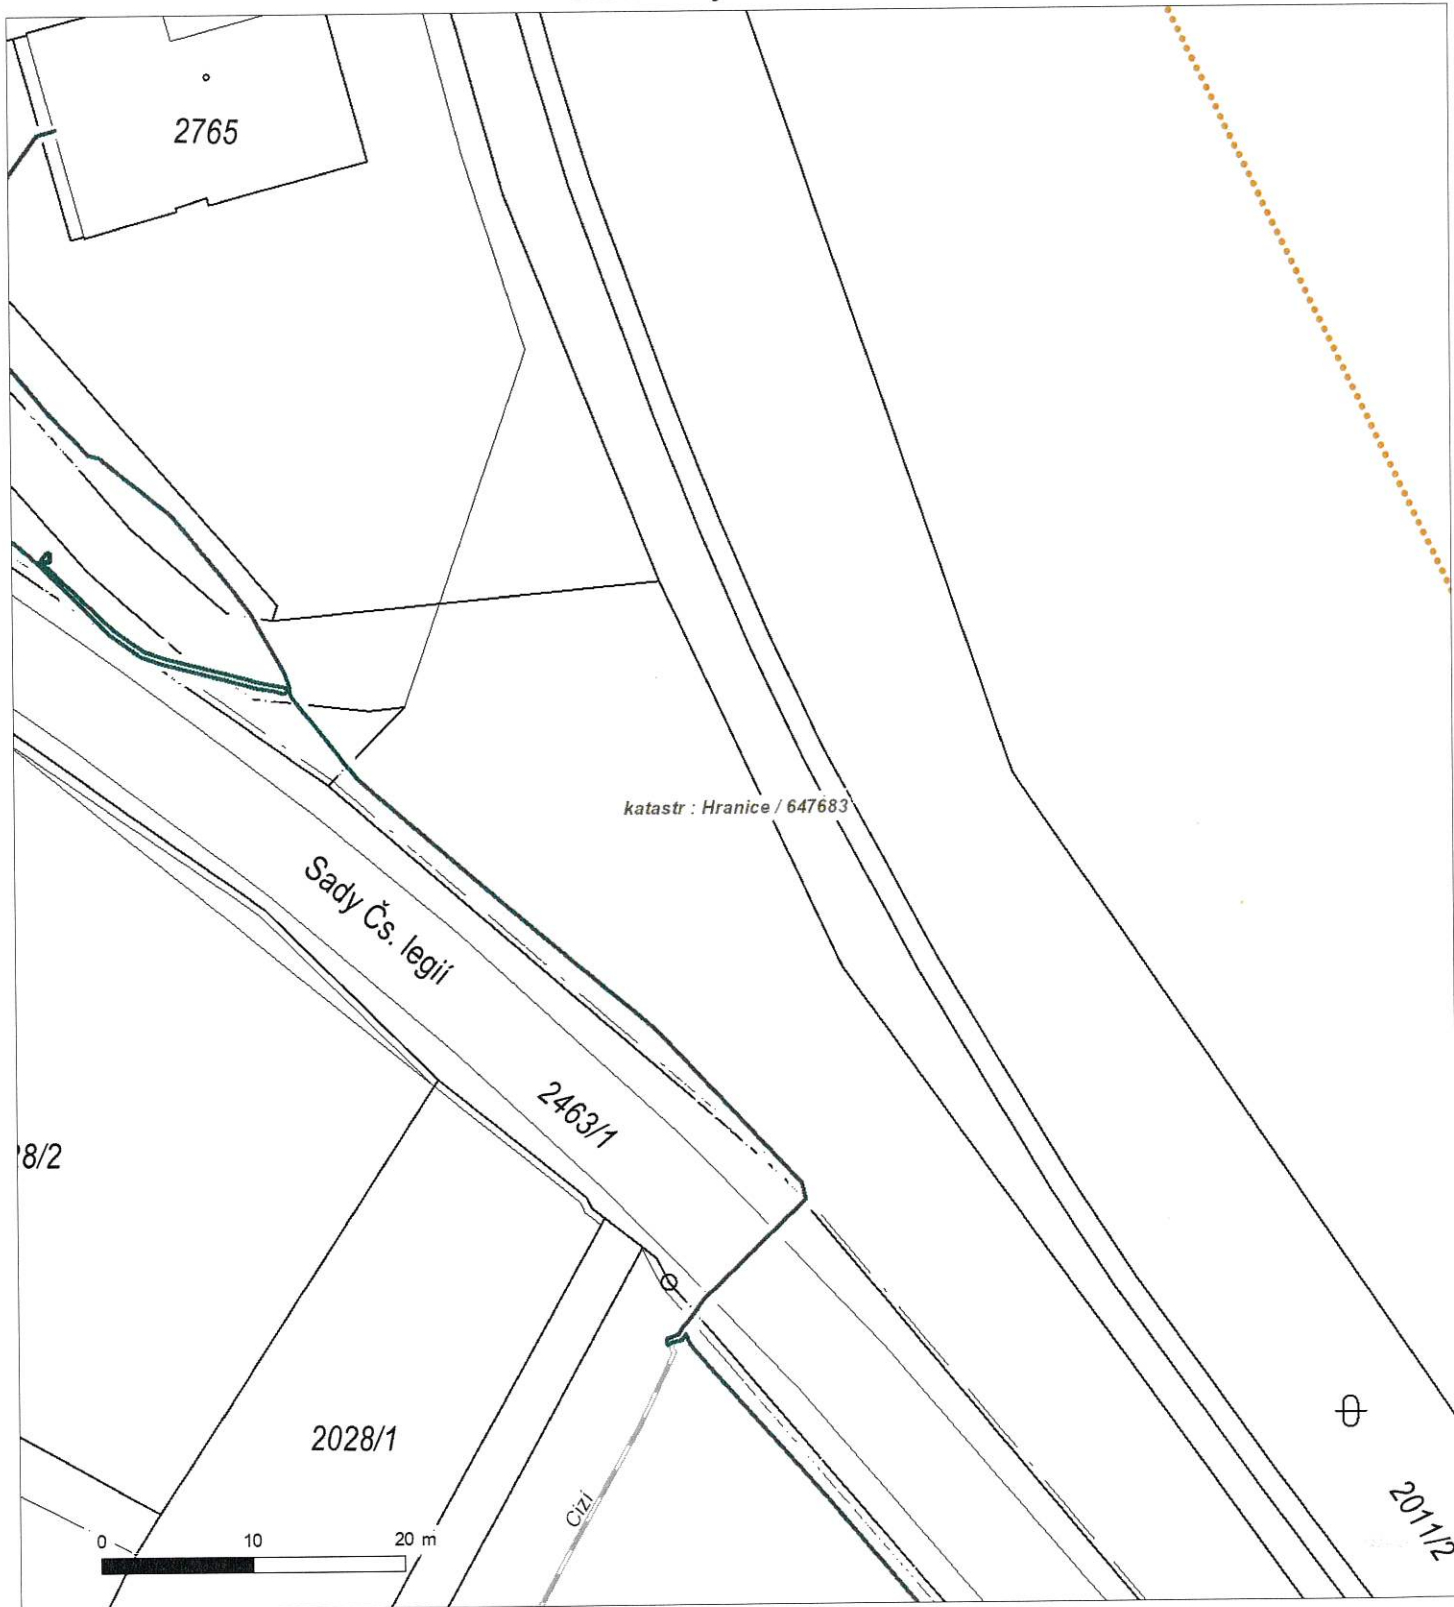 2765
katastr : Hranice / 647683
Sady Čs. legií
2463/1
8/2
2028/1
Cizí
2011/2
0 10 20 m